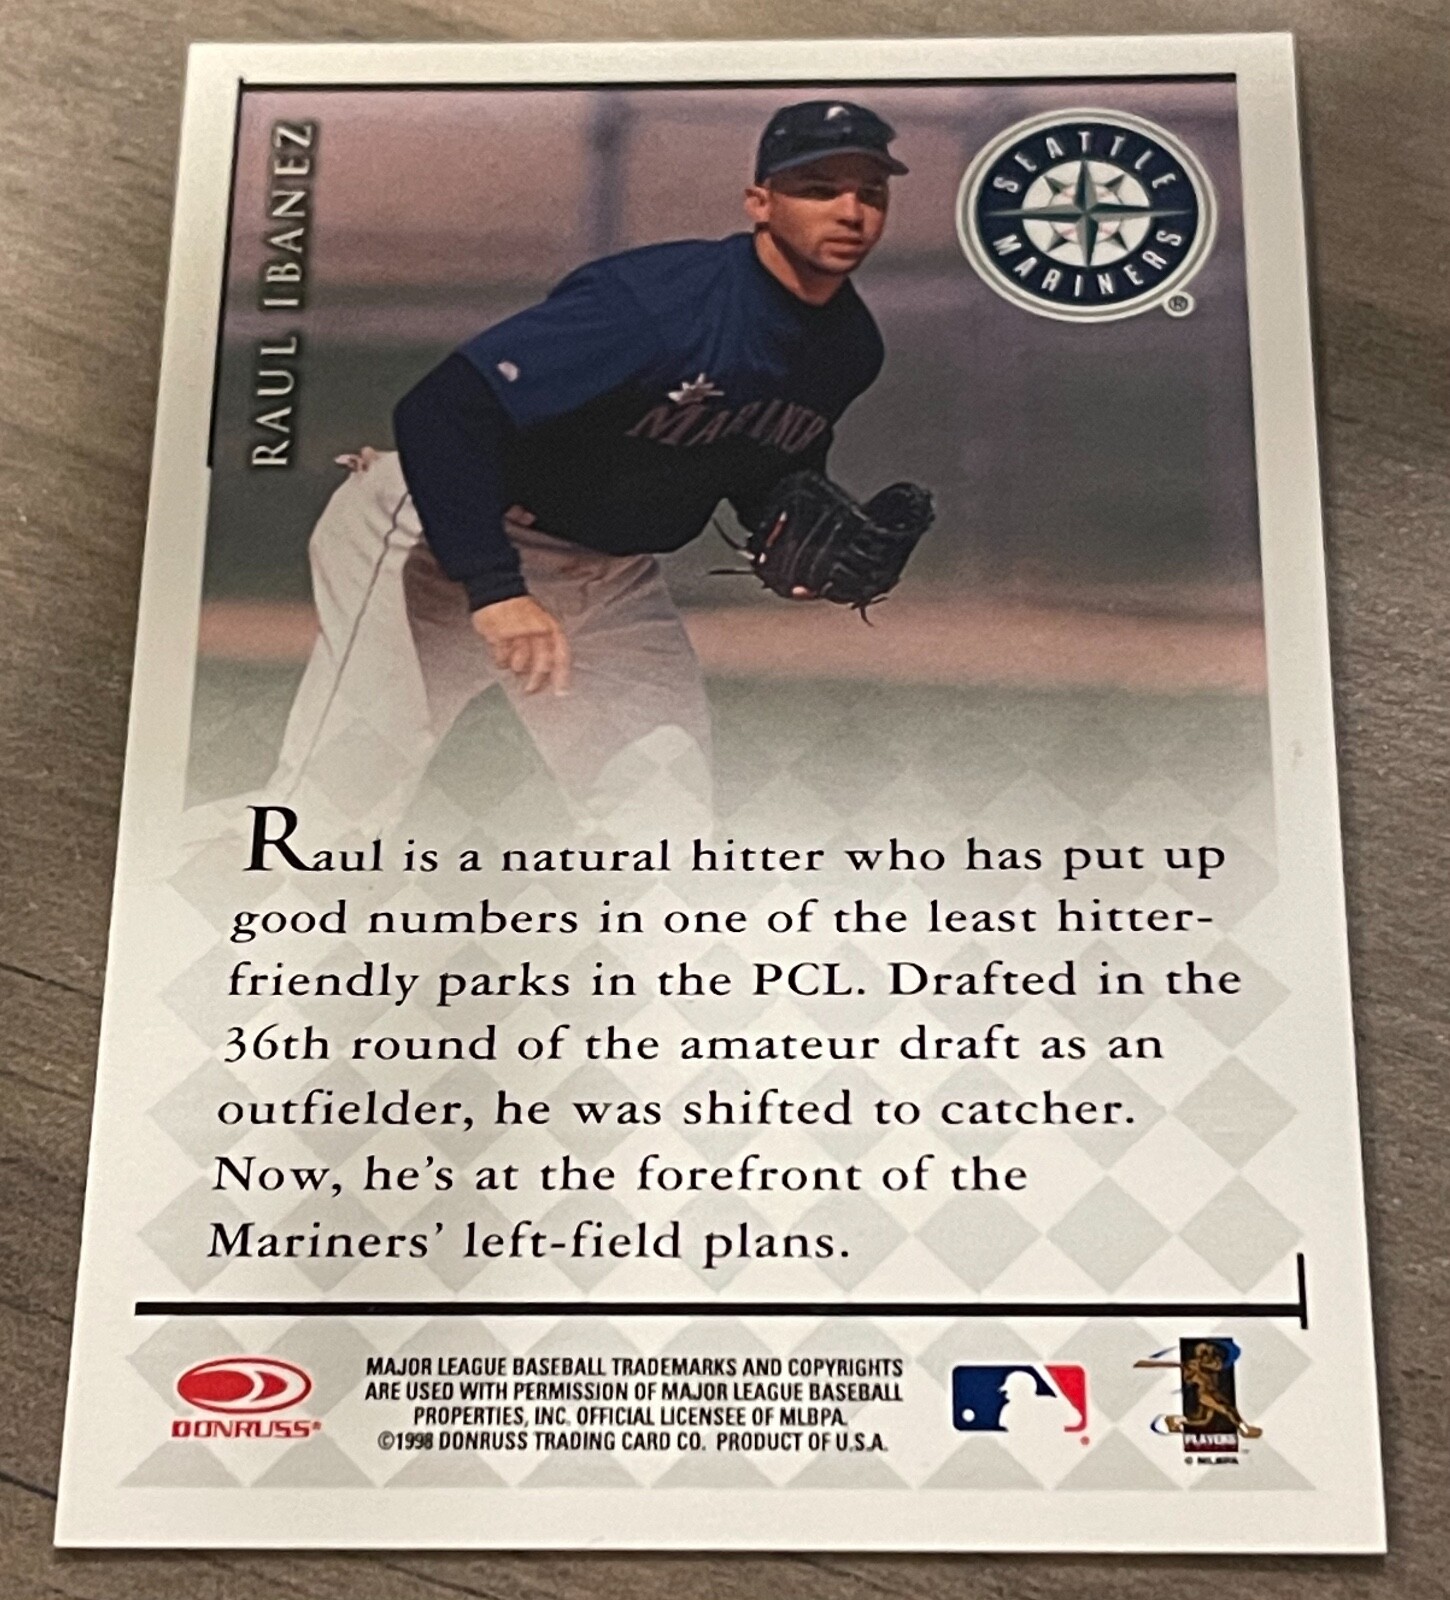 RAUL IBANEZ
SEATTLE
MARINERS
®
MARINERS
Raul is a natural hitter who has put up
good numbers in one of the least hitter-
friendly parks in the PCL. Drafted in the
36th round of the amateur draft as an
outfielder, he was shifted to catcher.
Now, he's at the forefront of the
Mariners' left-field plans.
DONRUSS®
MAJOR LEAGUE BASEBALL TRADEMARKS AND COPYRIGHTS
ARE USED WITH PERMISSION OF MAJOR LEAGUE BASEBALL
PROPERTIES, INC. OFFICIAL LICENSEE OF MLBPA.
©1998 DONRUSS TRADING CARD CO. PRODUCT OF U.S.A.
PLAYERS
© MLBPA